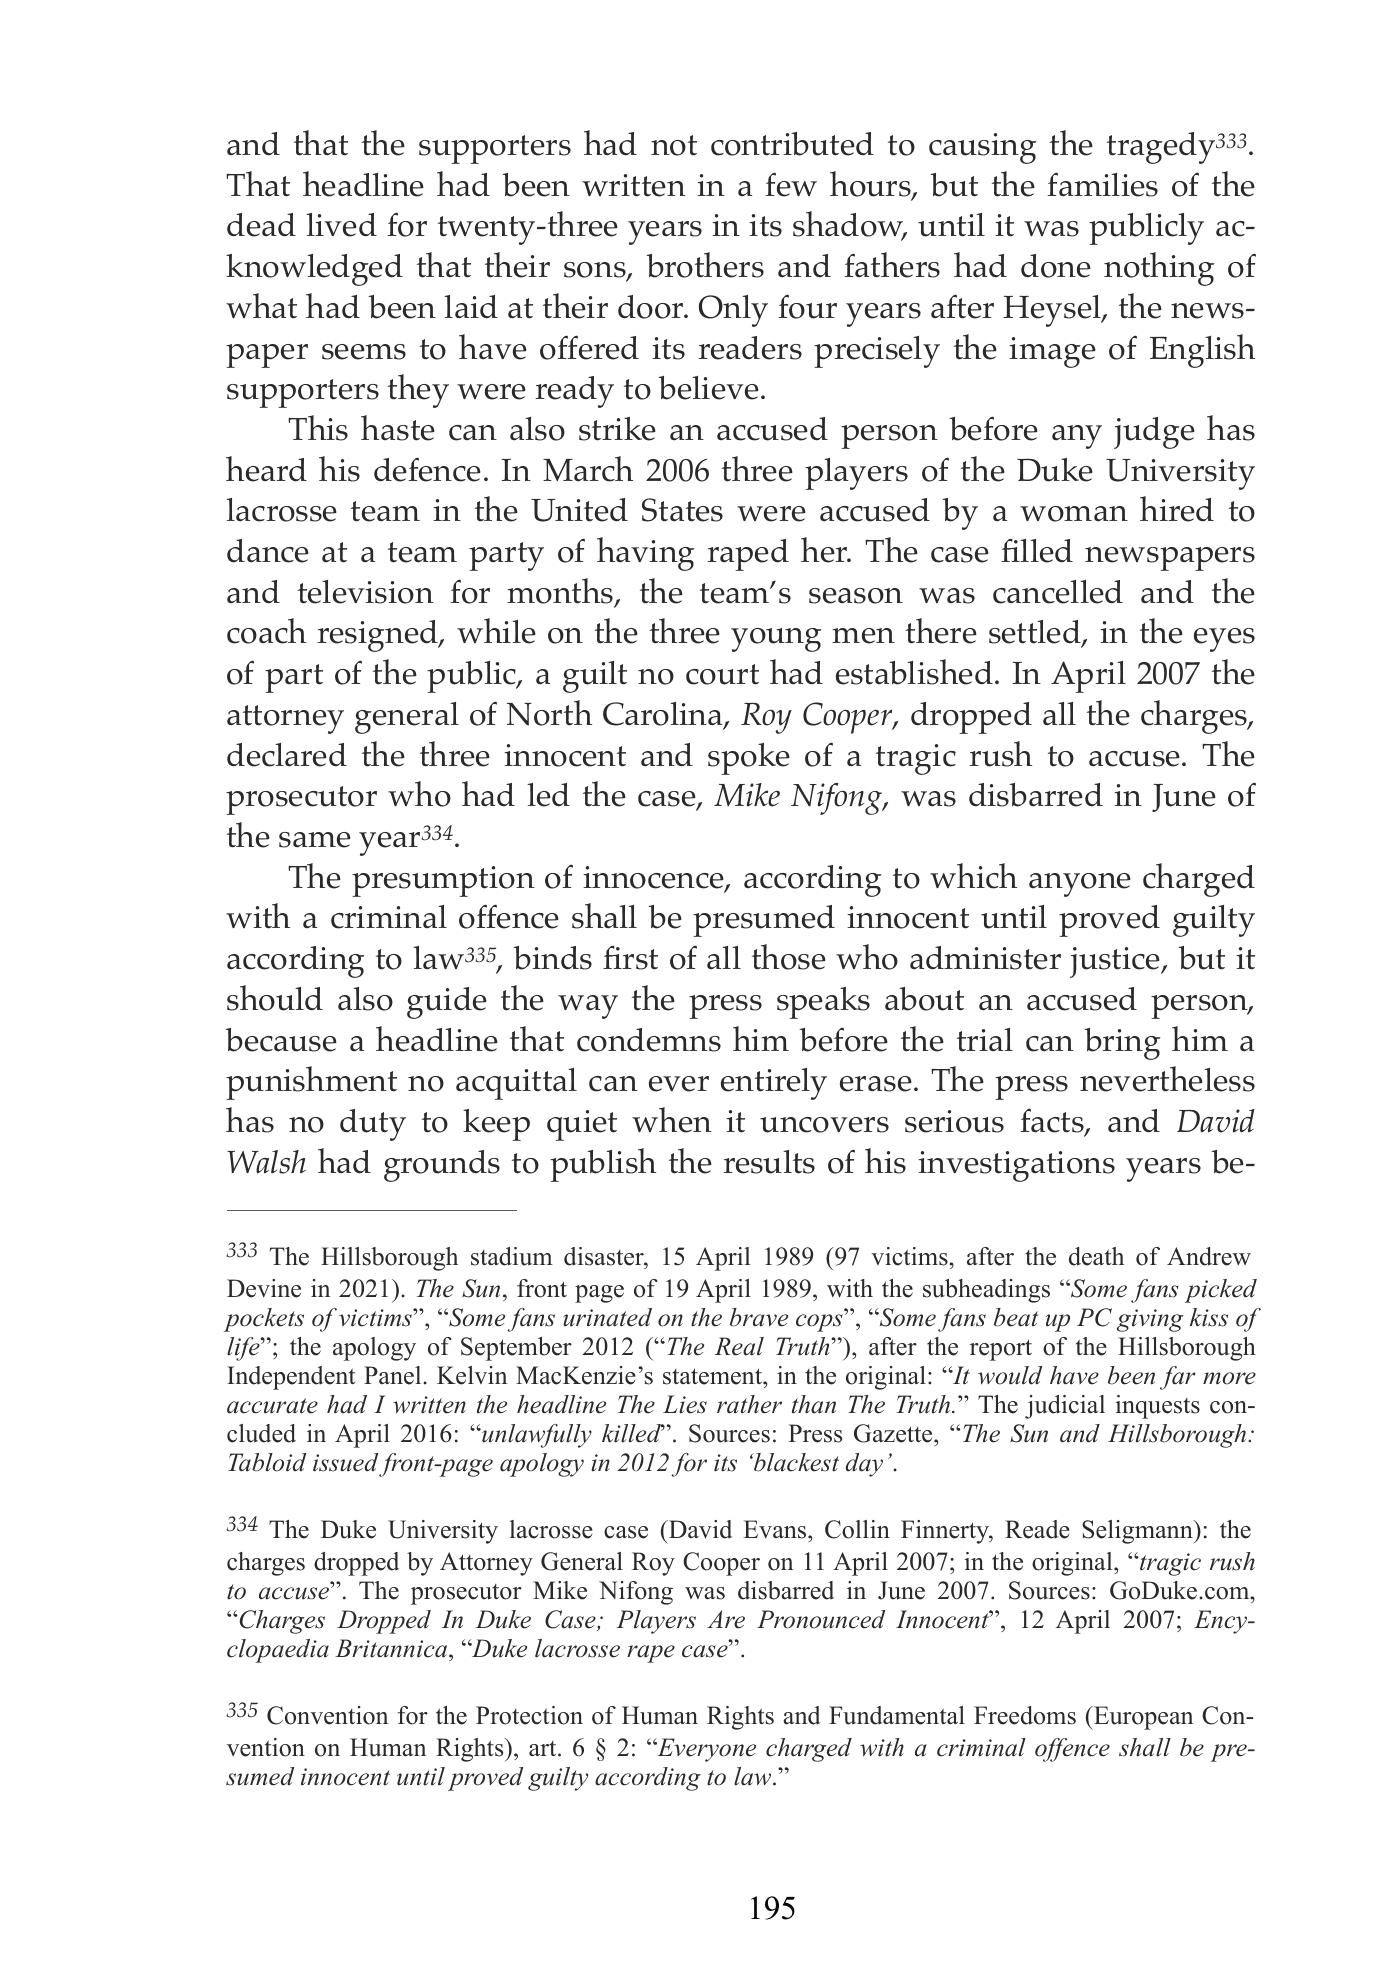 and that the supporters had not contributed to causing the tragedy333.
That headline had been written in a few hours, but the families of the
dead lived for twenty-three years in its shadow, until it was publicly ac-
knowledged that their sons, brothers and fathers had done nothing of
what had been laid at their door. Only four years after Heysel, the news-
paper seems to have offered its readers precisely the image of English
supporters they were ready to believe.
This haste can also strike an accused person before any judge has
heard his defence. In March 2006 three players of the Duke University
lacrosse team in the United States were accused by a woman hired to
dance at a team party of having raped her. The case filled newspapers
and television for months, the team’s season was cancelled and the
coach resigned, while on the three young men there settled, in the eyes
of part of the public, a guilt no court had established. In April 2007 the
attorney general of North Carolina, Roy Cooper, dropped all the charges,
declared the three innocent and spoke of a tragic rush to accuse. The
prosecutor who had led the case, Mike Nifong, was disbarred in June of
the same year334.
The presumption of innocence, according to which anyone charged
with a criminal offence shall be presumed innocent until proved guilty
according to law335, binds first of all those who administer justice, but it
should also guide the way the press speaks about an accused person,
because a headline that condemns him before the trial can bring him a
punishment no acquittal can ever entirely erase. The press nevertheless
has no duty to keep quiet when it uncovers serious facts, and David
Walsh had grounds to publish the results of his investigations years be-
333 The Hillsborough stadium disaster, 15 April 1989 (97 victims, after the death of Andrew
Devine in 2021). The Sun, front page of 19 April 1989, with the subheadings “Some fans picked
pockets of victims”, “Some fans urinated on the brave cops”, “Some fans beat up PC giving kiss of
life”; the apology of September 2012 (“The Real Truth”), after the report of the Hillsborough
Independent Panel. Kelvin MacKenzie’s statement, in the original: “It would have been far more
accurate had I written the headline The Lies rather than The Truth.” The judicial inquests con-
cluded in April 2016: “unlawfully killed”. Sources: Press Gazette, “The Sun and Hillsborough:
Tabloid issued front-page apology in 2012 for its ‘blackest day’.
334 The Duke University lacrosse case (David Evans, Collin Finnerty, Reade Seligmann): the
charges dropped by Attorney General Roy Cooper on 11 April 2007; in the original, “tragic rush
to accuse”. The prosecutor Mike Nifong was disbarred in June 2007. Sources: GoDuke.com,
“Charges Dropped In Duke Case; Players Are Pronounced Innocent”, 12 April 2007; Ency-
clopaedia Britannica, “Duke lacrosse rape case”.
335 Convention for the Protection of Human Rights and Fundamental Freedoms (European Con-
vention on Human Rights), art. 6 § 2: “Everyone charged with a criminal offence shall be pre-
sumed innocent until proved guilty according to law.”
195